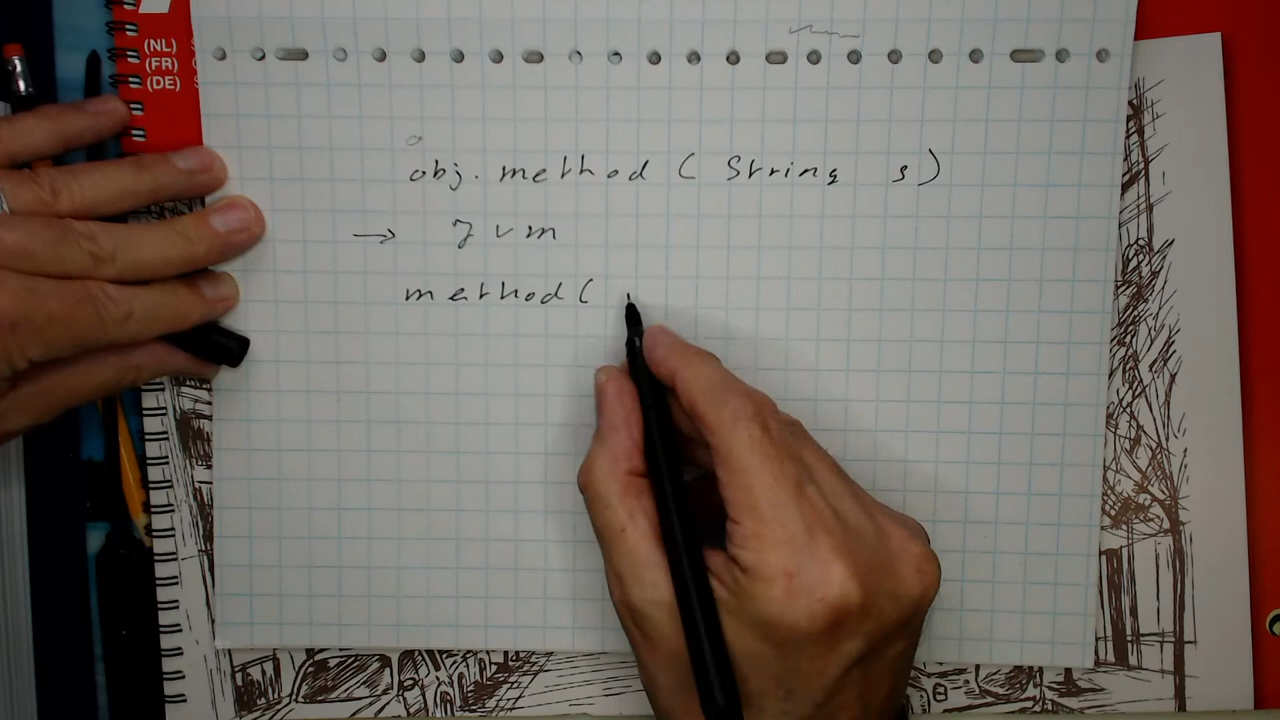 (NL)
(FR)
(DE)
obj.method ( String s )
→ Jvm
method (